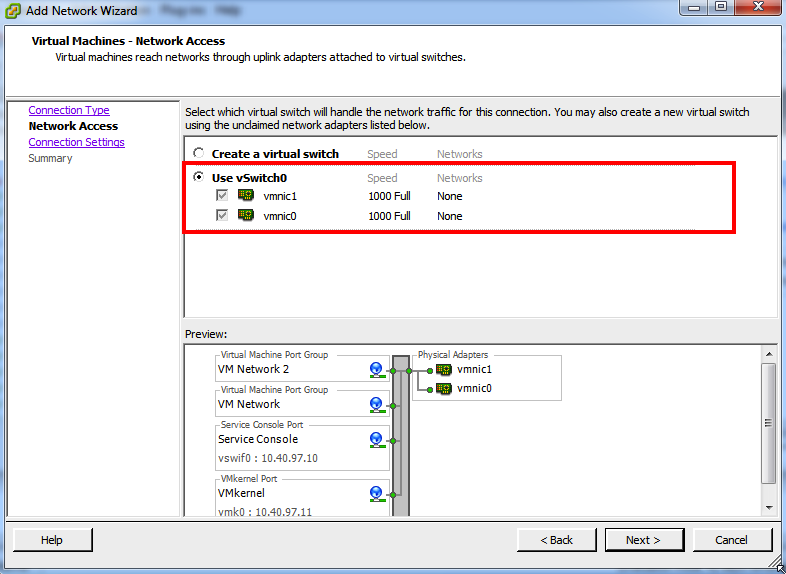 Add Network Wizard
Virtual Machines - Network Access
Virtual machines reach networks through uplink adapters attached to virtual switches.
Connection Type
Network Access
Connection Settings
Summary
Select which virtual switch will handle the network traffic for this connection. You may also create a new virtual switch
using the unclaimed network adapters listed below.
Create a virtual switch Speed Networks
Use vSwitch0 Speed Networks
vmnic1 1000 Full None
vmnic0 1000 Full None
Preview:
Virtual Machine Port Group
VM Network 2
Virtual Machine Port Group
VM Network
Service Console Port
Service Console
vswif0 : 10.40.97.10
VMkernel Port
VMkernel
vmk0 : 10.40.97.11
Physical Adapters
vmnic1
vmnic0
Help
< Back
Next >
Cancel